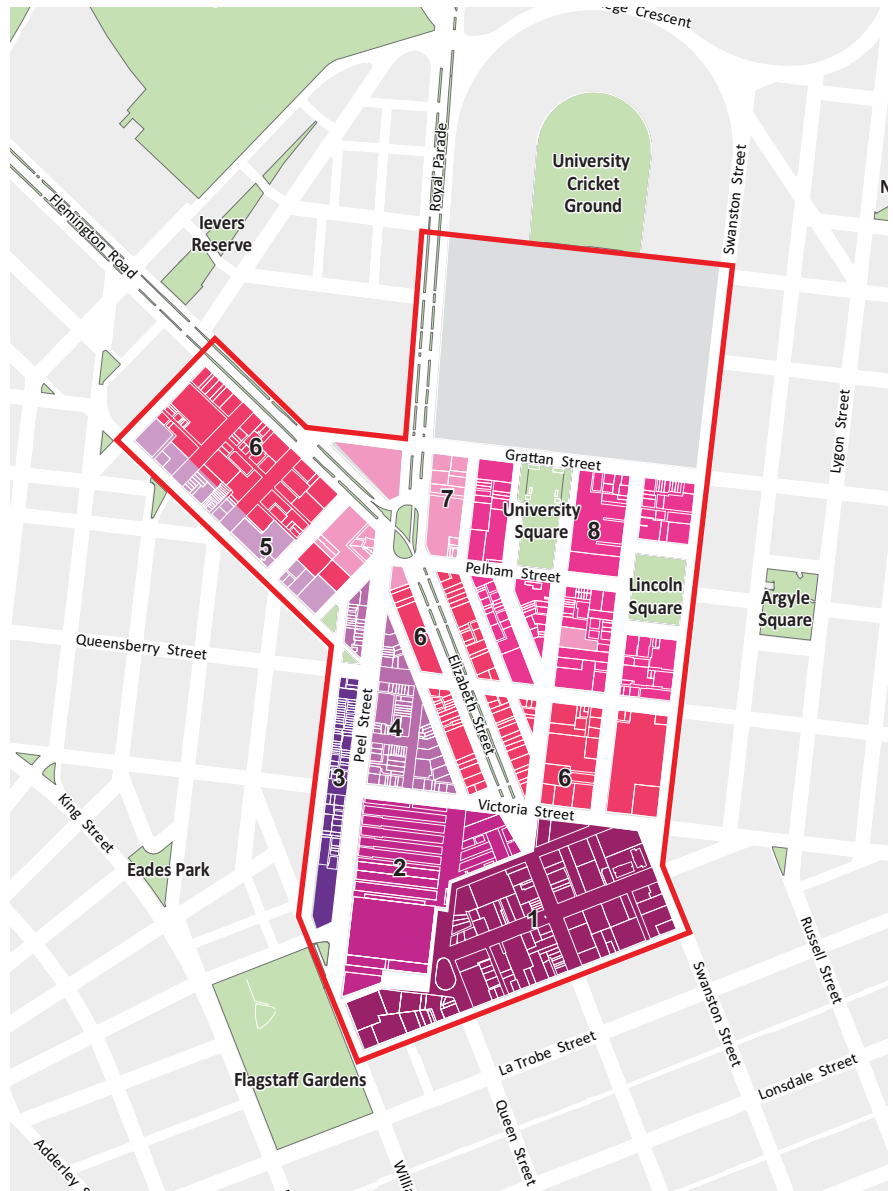 Crescent
Royal Parade
University
Cricket
Ground
Swanston Street
N
Ievers
Reserve
Flemington Road
Lygon Street
6
Grattan Street
7
University
Square
8
5
Pelham Street
Lincoln
Square
Argyle
Square
6
Queensberry Street
Elizabeth Street
Peel Street
4
3
6
Victoria Street
King Street
2
Eades Park
1
Russell Street
Swanston Street
La Trobe Street
Flagstaff Gardens
Lonsdale Street
Queen Street
Adderley